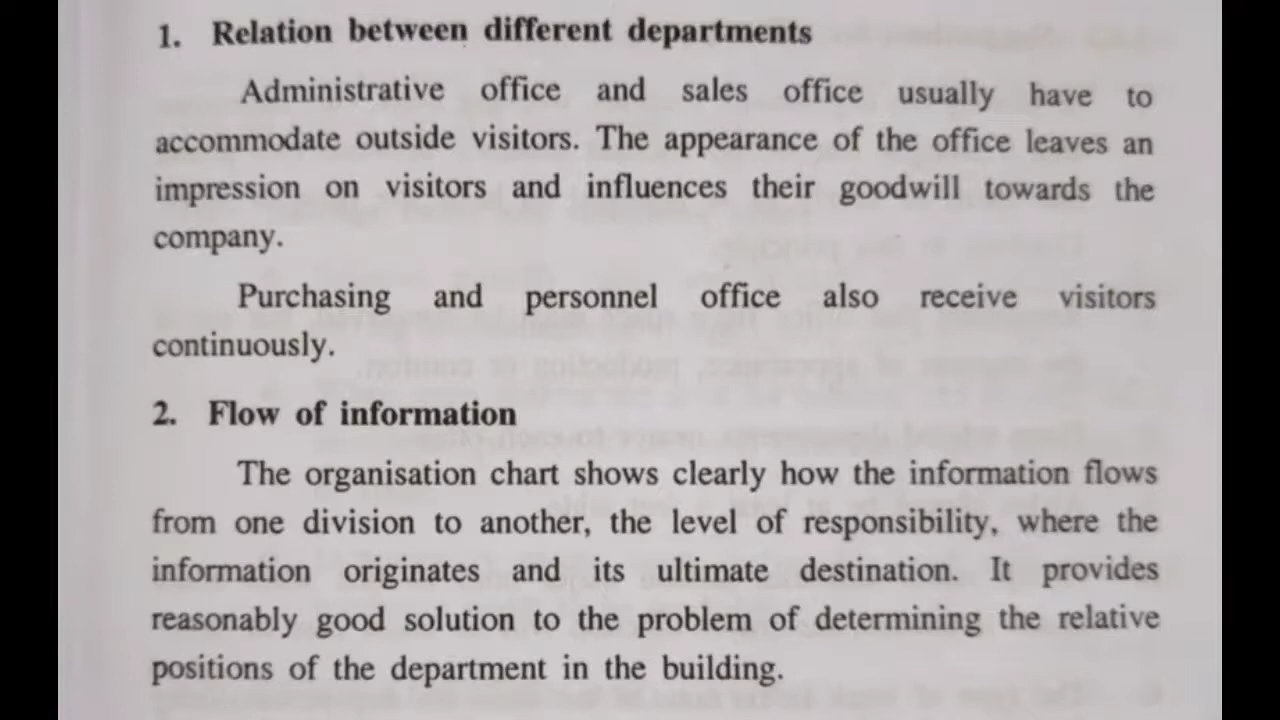 1. Relation between different departments
Administrative office and sales office usually have to
accommodate outside visitors. The appearance of the office leaves an
impression on visitors and influences their goodwill towards the
company.
Purchasing and personnel office also receive visitors
continuously.
2. Flow of information
The organisation chart shows clearly how the information flows
from one division to another, the level of responsibility, where the
information originates and its ultimate destination. It provides
reasonably good solution to the problem of determining the relative
positions of the department in the building.